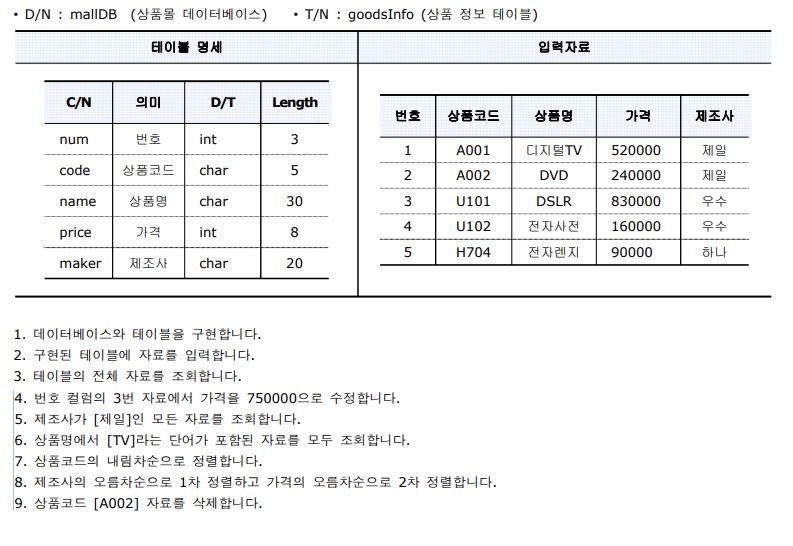 • D/N : mallDB (상품몰 데이터베이스) • T/N : goodsInfo (상품 정보 테이블)
테이블 명세 입력자료
C/N 의미 D/T Length
num 번호 int 3
code 상품코드 char 5
name 상품명 char 30
price 가격 int 8
maker 제조사 char 20
번호 상품코드 상품명 가격 제조사
1 A001 디지털TV 520000 제일
2 A002 DVD 240000 제일
3 U101 DSLR 830000 우수
4 U102 전자사전 160000 우수
5 H704 전자렌지 90000 하나
1. 데이터베이스와 테이블을 구현합니다.
2. 구현된 테이블에 자료를 입력합니다.
3. 테이블의 전체 자료를 조회합니다.
4. 번호 컬럼의 3번 자료에서 가격을 750000으로 수정합니다.
5. 제조사가 [제일]인 모든 자료를 조회합니다.
6. 상품명에서 [TV]라는 단어가 포함된 자료를 모두 조회합니다.
7. 상품코드의 내림차순으로 정렬합니다.
8. 제조사의 오름차순으로 1차 정렬하고 가격의 오름차순으로 2차 정렬합니다.
9. 상품코드 [A002] 자료를 삭제합니다.